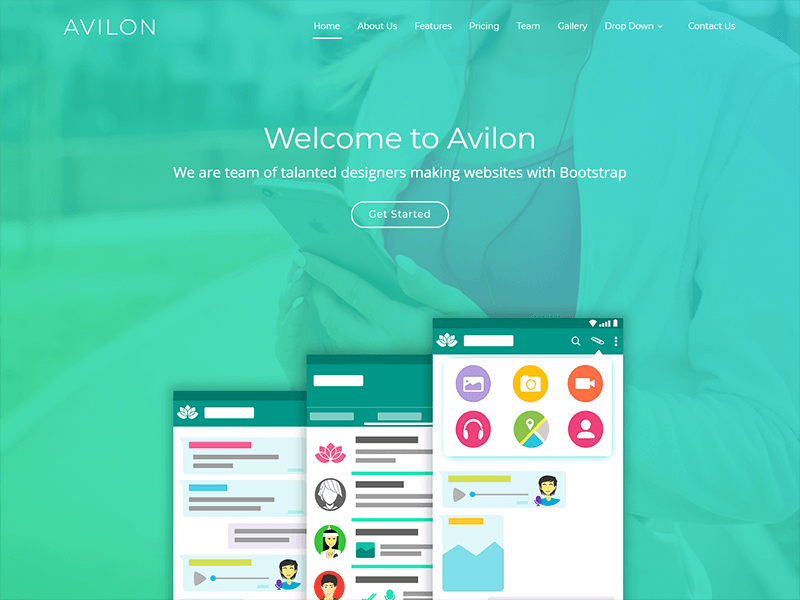 AVILON
Home About Us Features Pricing Team Gallery Drop Down Contact Us
Welcome to Avilon
We are team of talanted designers making websites with Bootstrap
Get Started